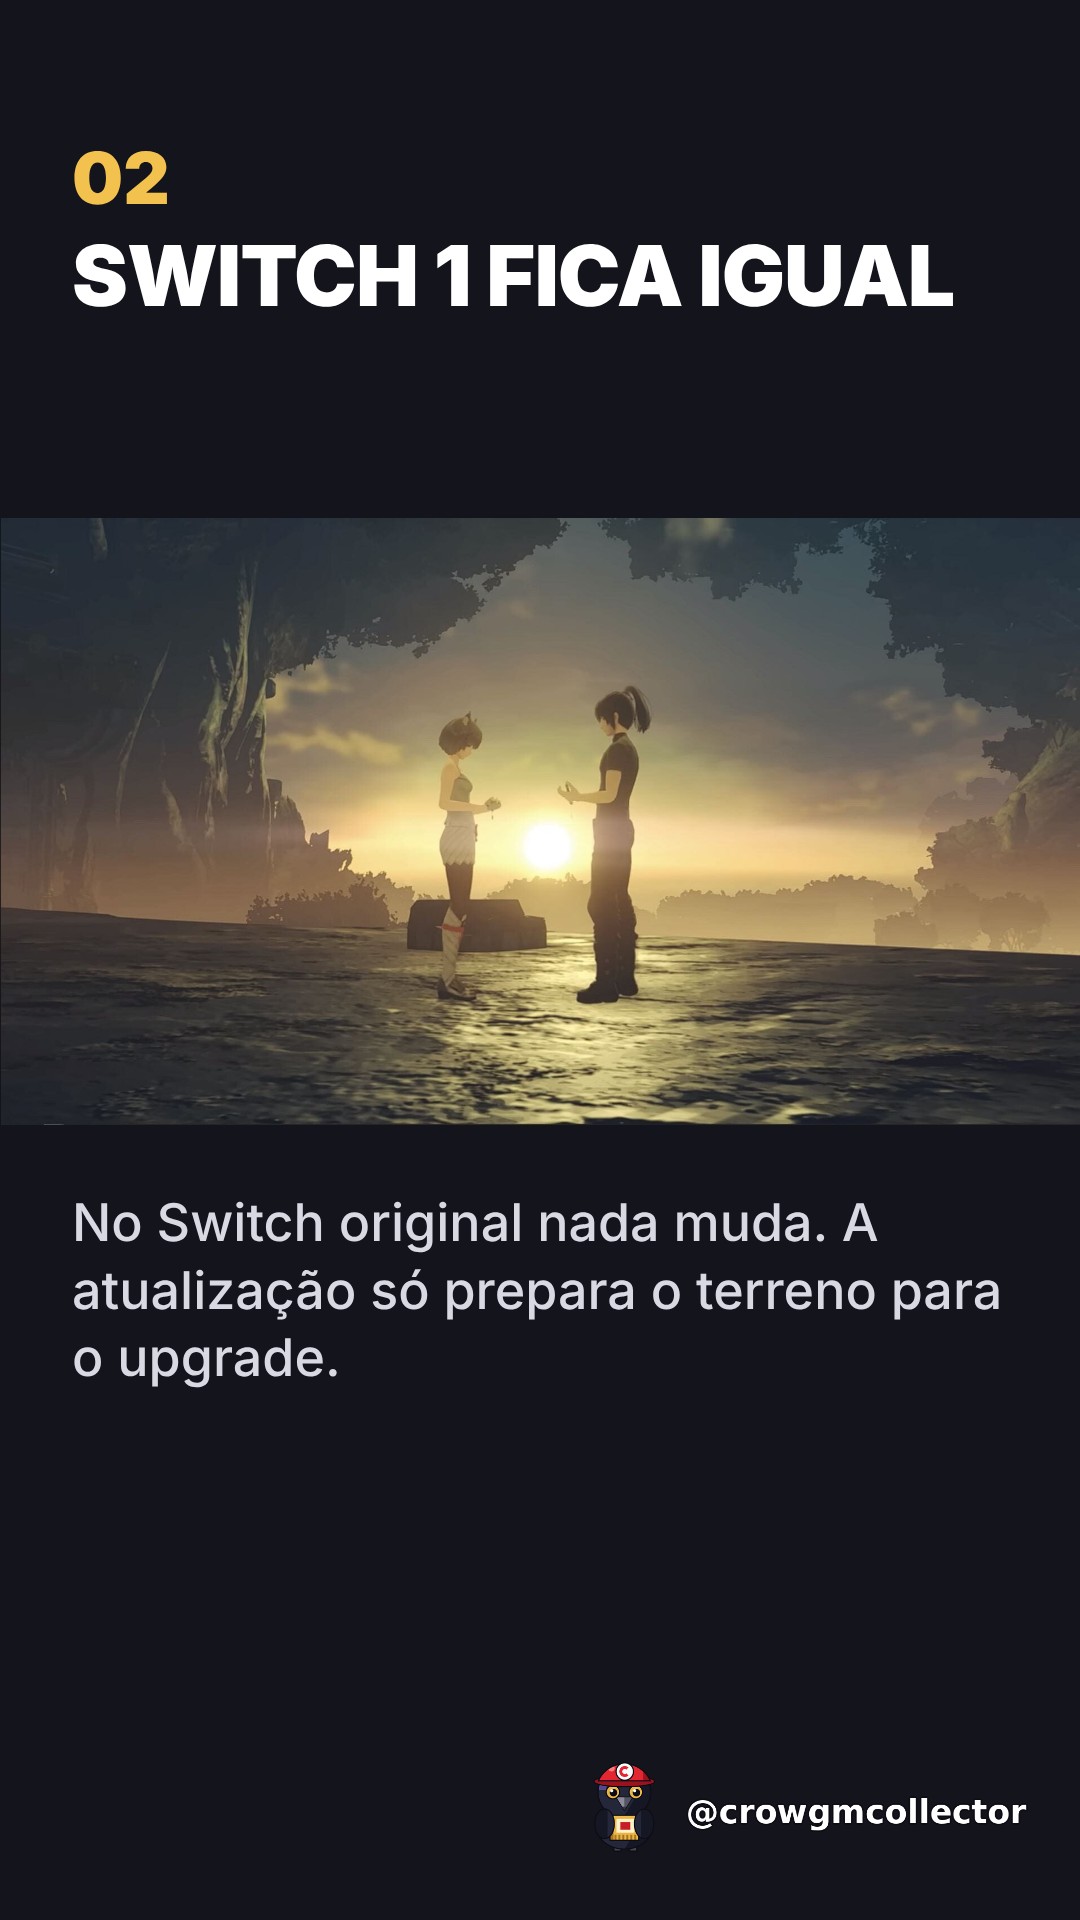 02
SWITCH 1 FICA IGUAL
No Switch original nada muda. A
atualização só prepara o terreno para
o upgrade.
C
@crowgmcollector